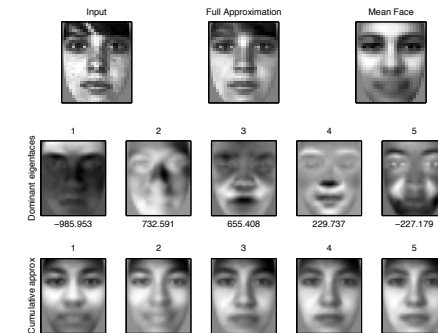 Input Full Approximation Mean Face
1 2 3 4 5
Dominant eigenfaces
−985.953 732.591 655.408 229.737 −227.179
1 2 3 4 5
Cumulative approx